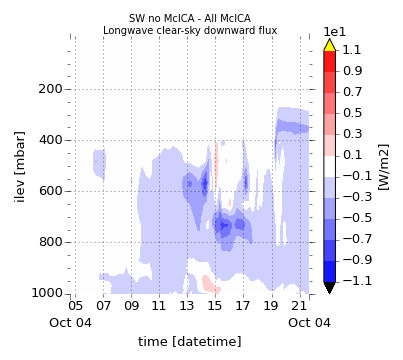 SW no McICA - All McICA
Longwave clear-sky downward flux
1e1
1.1
0.9
0.7
0.5
0.3
0.1
−0.1
−0.3
−0.5
−0.7
−0.9
−1.1
[W/m2]
ilev [mbar]
200
400
600
800
1000
05 07 09 11 13 15 17 19 21
Oct 04 Oct 04
time [datetime]